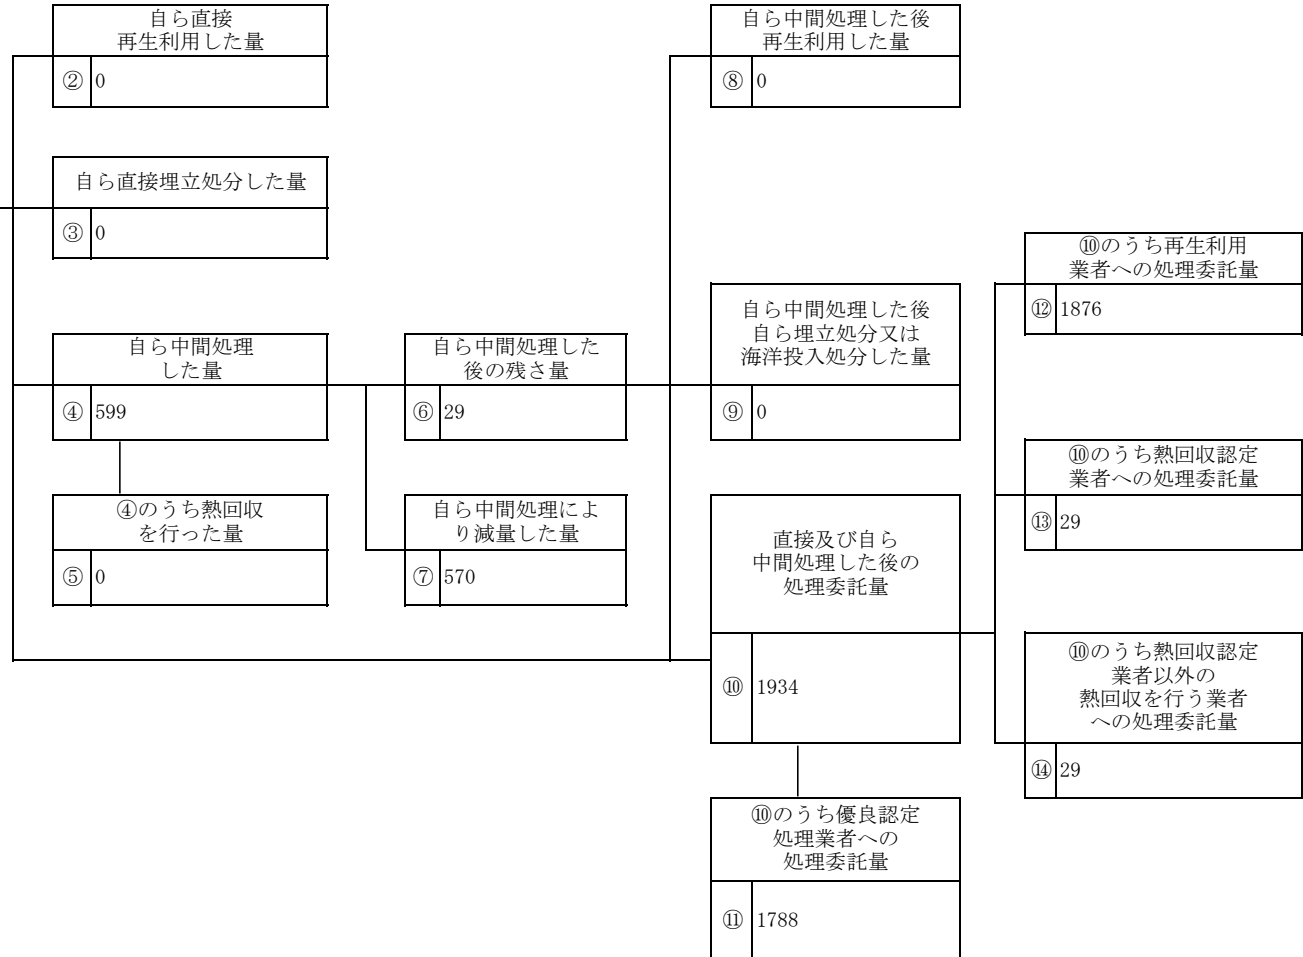 自ら直接
再生利用した量
② 0
自ら中間処理した後
再生利用した量
⑧ 0
自ら直接埋立処分した量
③ 0
⑩のうち再生利用
業者への処理委託量
⑫ 1876
自ら中間処理した後
自ら埋立処分又は
海洋投入処分した量
⑨ 0
自ら中間処理
した量
④ 599
自ら中間処理した
後の残さ量
⑥ 29
⑩のうち熱回収認定
業者への処理委託量
⑬ 29
④のうち熱回収
を行った量
⑤ 0
自ら中間処理によ
り減量した量
⑦ 570
直接及び自ら
中間処理した後の
処理委託量
⑩ 1934
⑩のうち熱回収認定
業者以外の
熱回収を行う業者
への処理委託量
⑭ 29
⑩のうち優良認定
処理業者への
処理委託量
⑪ 1788